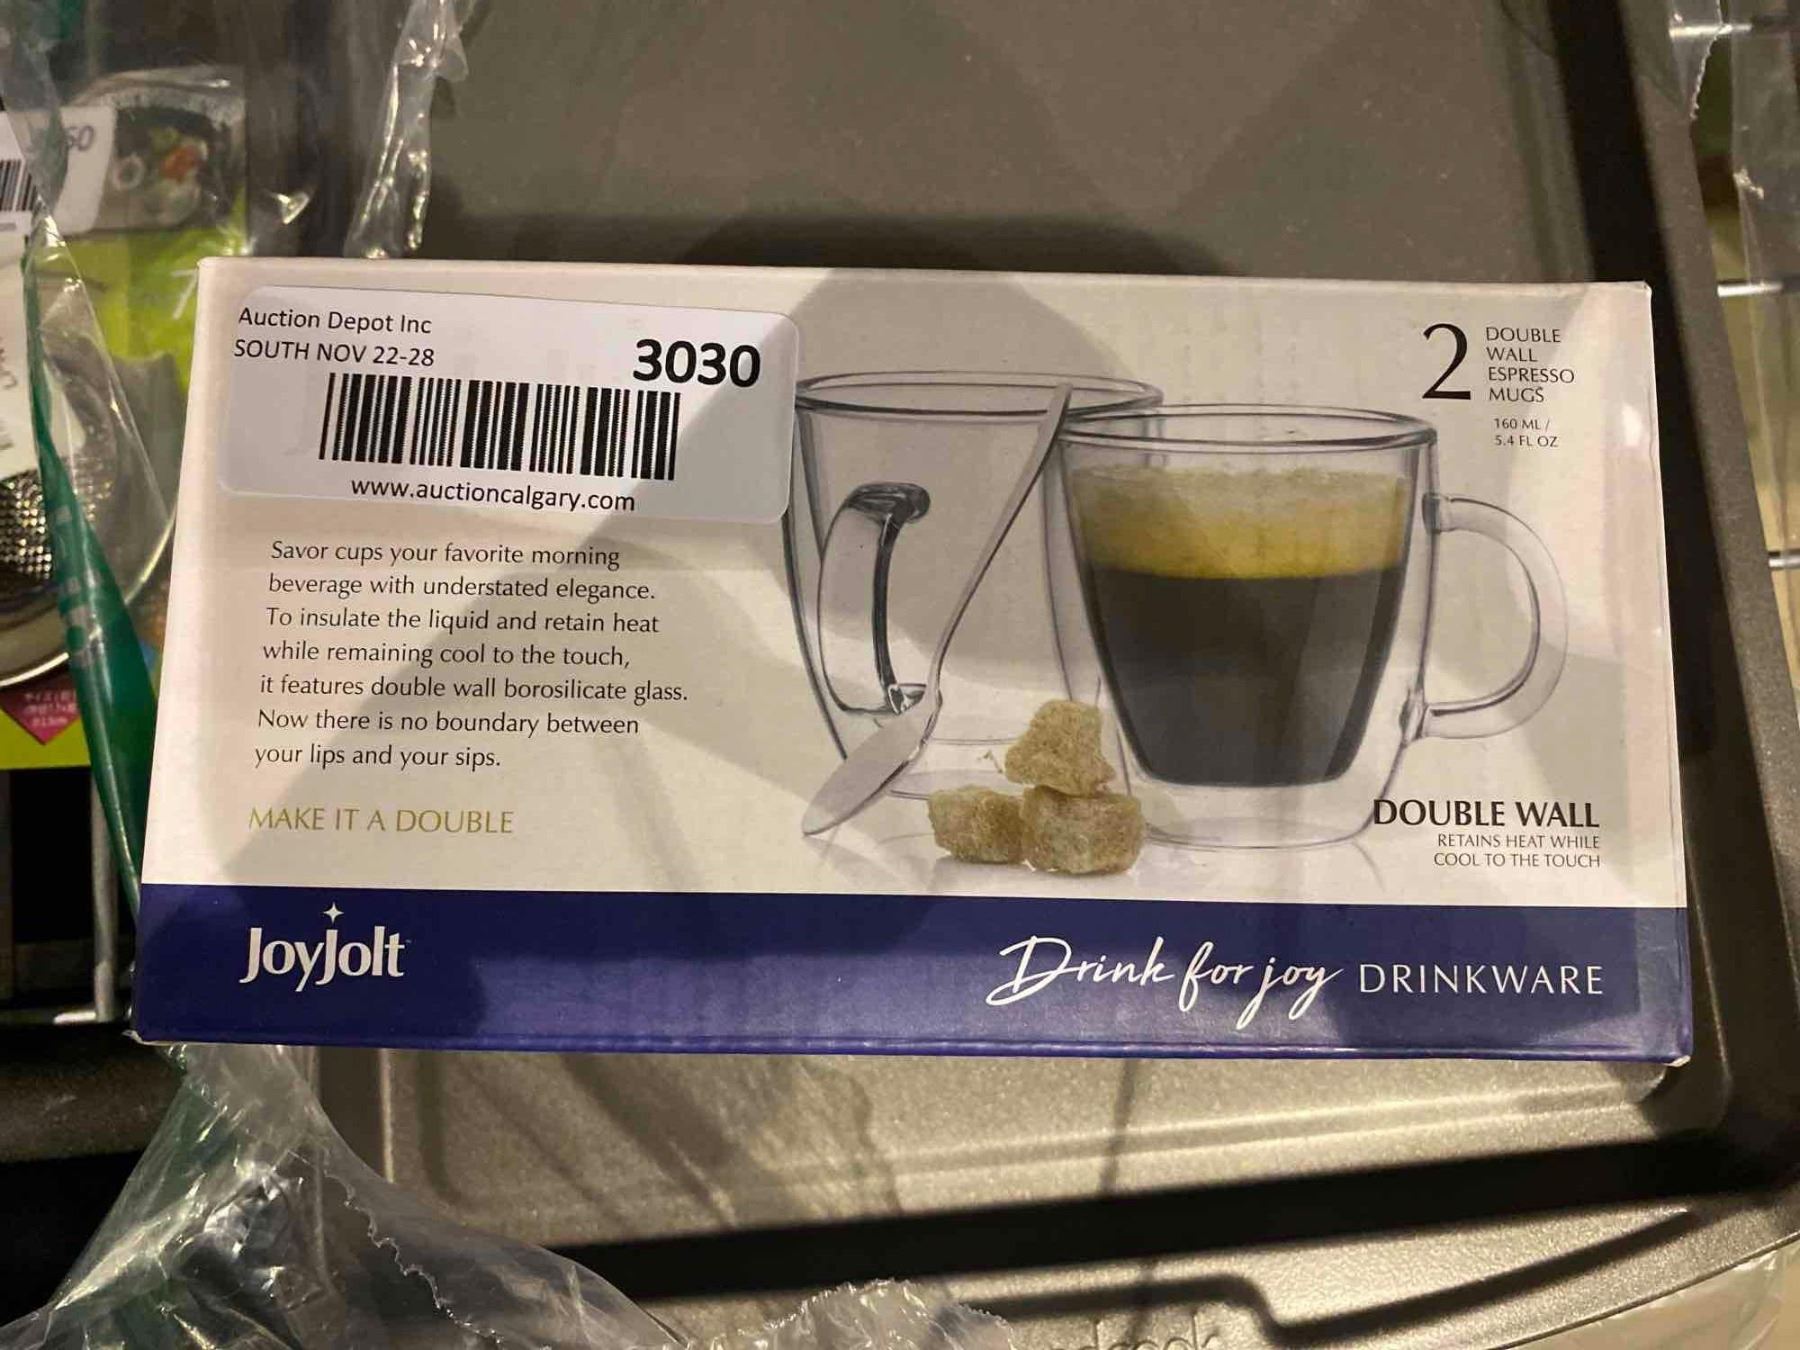 Auction Depot Inc
SOUTH NOV 22-28
3030
www.auctioncalgary.com
Savor cups your favorite morning
beverage with understated elegance.
To insulate the liquid and retain heat
while remaining cool to the touch,
it features double wall borosilicate glass.
Now there is no boundary between
your lips and your sips.
MAKE IT A DOUBLE
2
DOUBLE
WALL
ESPRESSO
MUGS
160 ML /
5.4 FL OZ
DOUBLE WALL
RETAINS HEAT WHILE
COOL TO THE TOUCH
JoyJolt
Drink for joy DRINKWARE